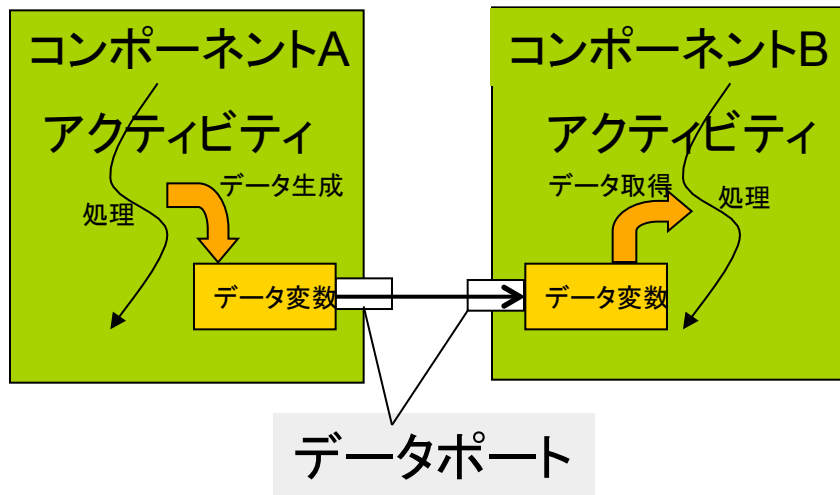 コンポーネントA
アクティビティ
データ生成
処理
データ変数
コンポーネントB
アクティビティ
データ取得
処理
データ変数
データポート